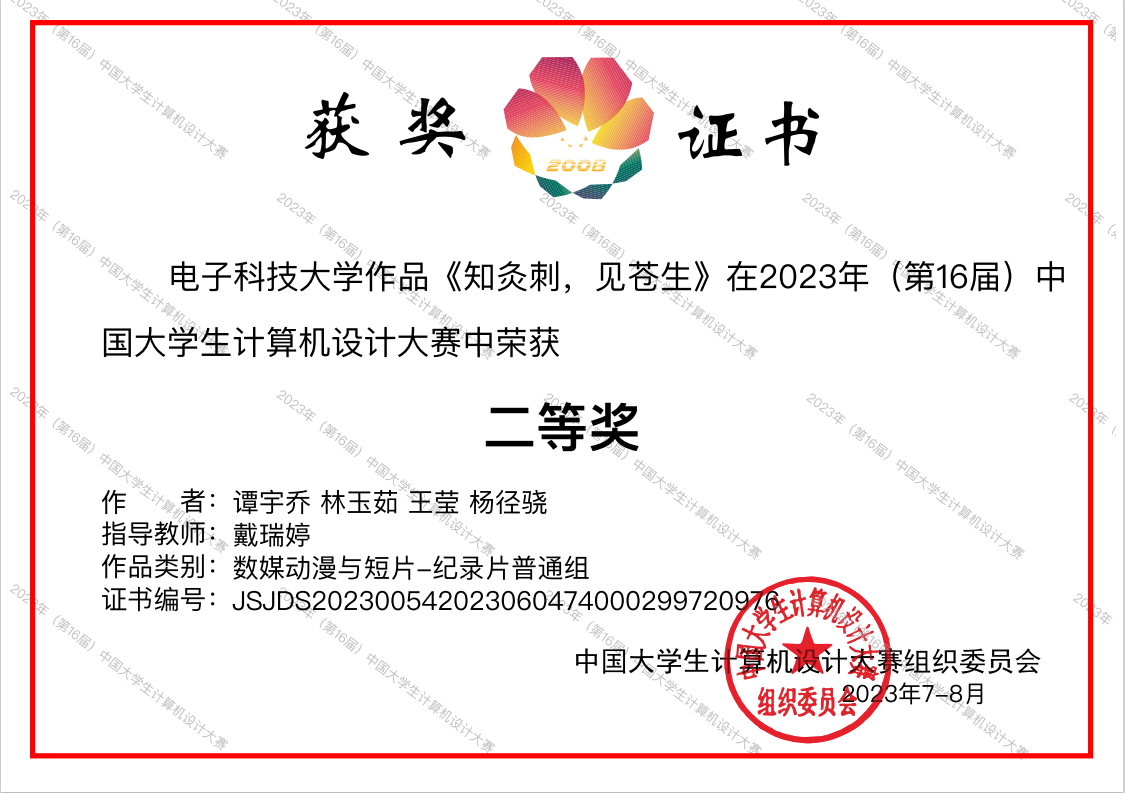 获奖 证书
2008
电子科技大学作品《知灸刺，见苍生》在2023年（第16届）中
国大学生计算机设计大赛中荣获
二等奖
作 者：谭宇乔 林玉茹 王莹 杨径骁
指导教师：戴瑞婷
作品类别：数媒动漫与短片-纪录片普通组
证书编号：JSJDS20230054202306047400029972​0976
中国大学生计算机设计大赛组织委员会
2023年7-8月
中国大学生计算机设计大赛
组织委员会
2023年（第16届）中国大学生计算机设计大赛